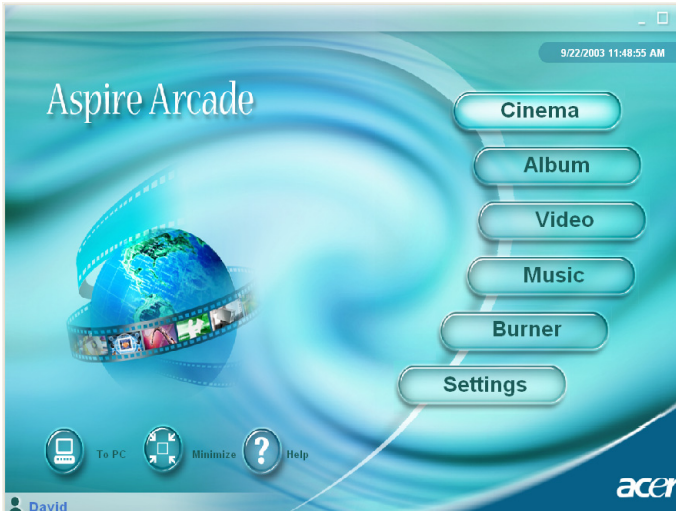 9/22/2003 11:48:55 AM
Aspire Arcade
Cinema
Album
Video
Music
Burner
Settings
To PC
Minimize
Help
acer
David